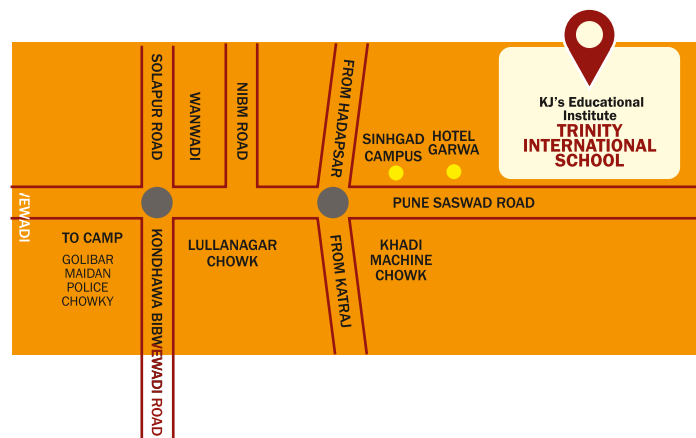 KJ's Educational
Institute
TRINITY
INTERNATIONAL
SCHOOL
SOLAPUR ROAD
WANWADI
NIBM ROAD
FROM HADAPSAR
SINHGAD
CAMPUS
HOTEL
GARWA
PUNE SASWAD ROAD
EWADI
TO CAMP
GOLIBAR
MAIDAN
POLICE
CHOWKY
KONDHAWA BIBWEWADI ROAD
LULLANAGAR
CHOWK
FROM KATRAJ
KHADI
MACHINE
CHOWK